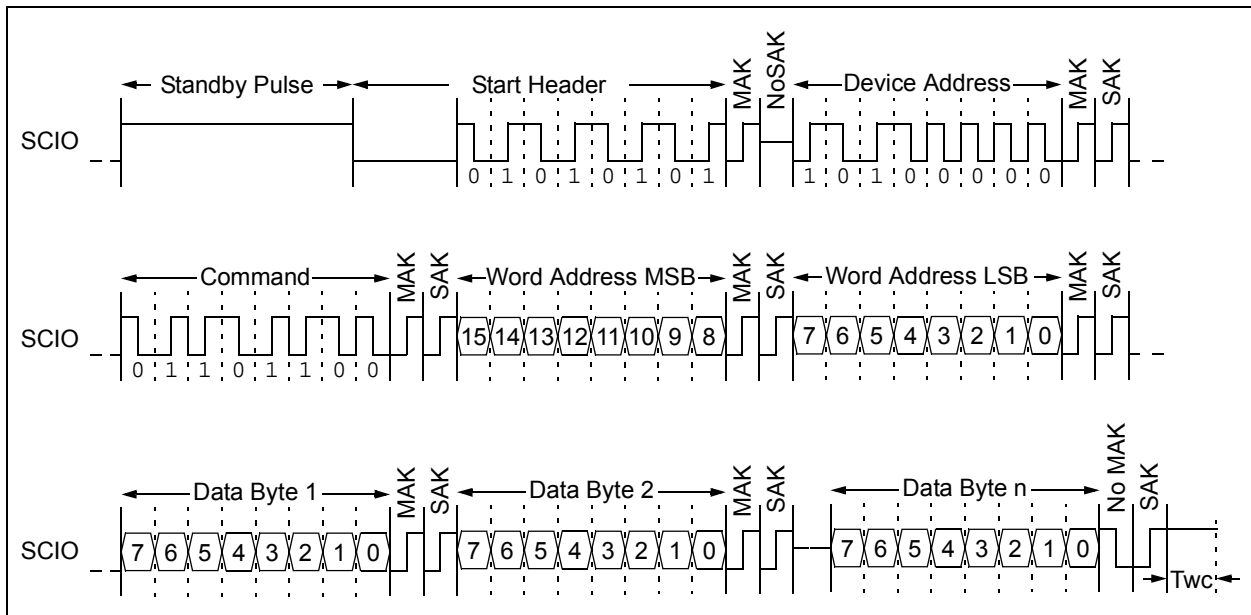 Standby Pulse Start Header MAK NoSAK Device Address MAK SAK
SCIO
0 1 0 1 0 1 0 1 1 0 1 0 0 0 0 0
Command MAK SAK Word Address MSB MAK SAK Word Address LSB MAK SAK
SCIO 15 14 13 12 11 10 9 8 7 6 5 4 3 2 1 0
0 1 1 0 1 1 0 0
Data Byte 1 MAK SAK Data Byte 2 MAK SAK Data Byte n No MAK SAK
SCIO 7 6 5 4 3 2 1 0 7 6 5 4 3 2 1 0 7 6 5 4 3 2 1 0
Twc